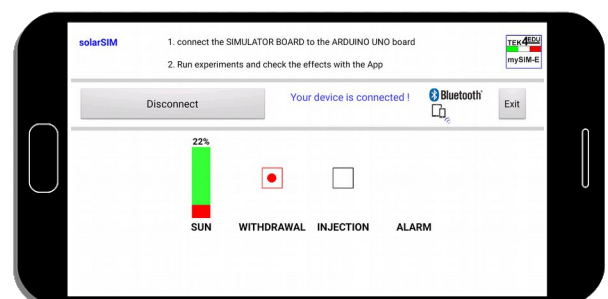 solarSIM
1. connect the SIMULATOR BOARD to the ARDUINO UNO board
2. Run experiments and check the effects with the App
TEK4EDU
mySIM-E
Disconnect
Your device is connected !
Bluetooth
Exit
22%
SUN
WITHDRAWAL
INJECTION
ALARM